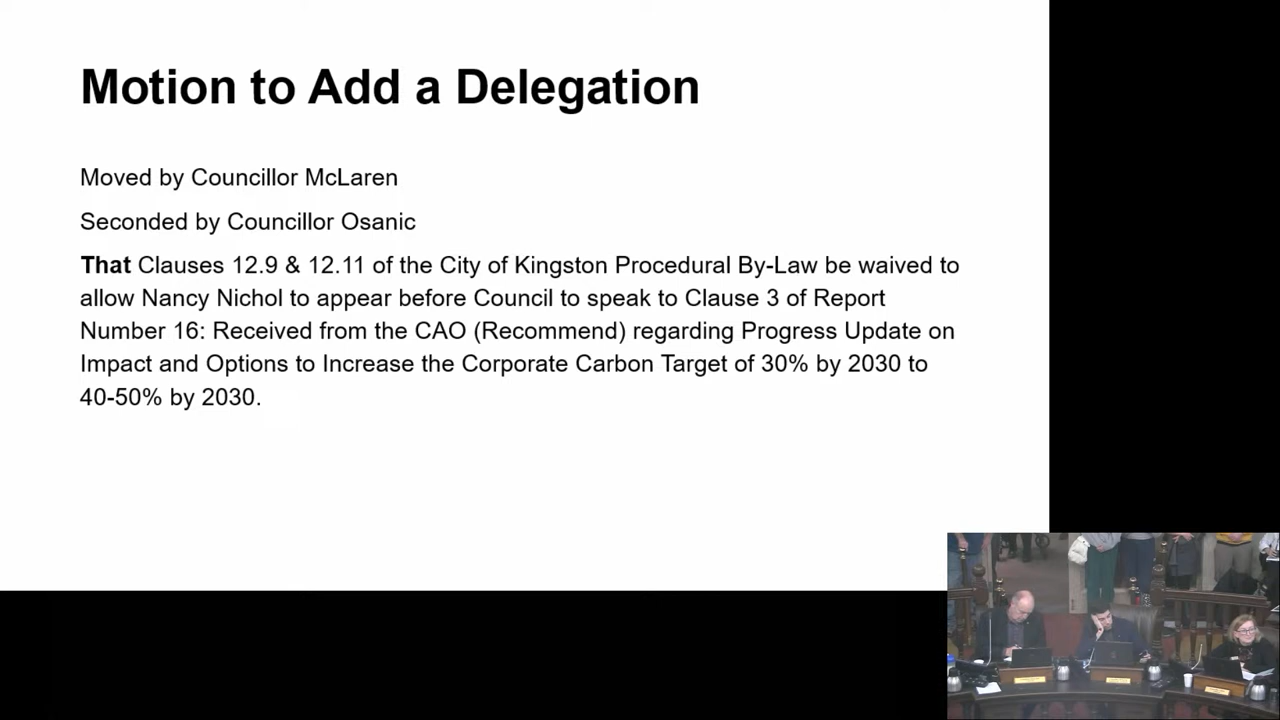 Motion to Add a Delegation
Moved by Councillor McLaren
Seconded by Councillor Osanic
That Clauses 12.9 & 12.11 of the City of Kingston Procedural By-Law be waived to
allow Nancy Nichol to appear before Council to speak to Clause 3 of Report
Number 16: Received from the CAO (Recommend) regarding Progress Update on
Impact and Options to Increase the Corporate Carbon Target of 30% by 2030 to
40-50% by 2030.